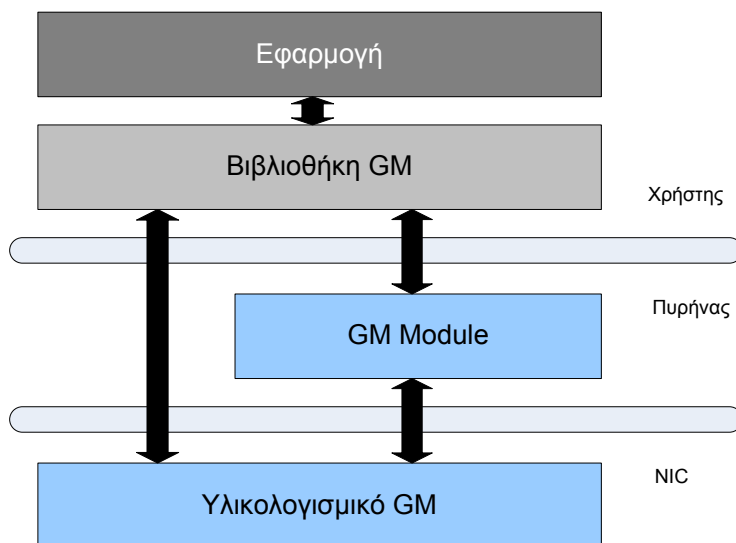 Εφαρμογή
Βιβλιοθήκη GM
Χρήστης
Πυρήνας
GM Module
NIC
Υλικολογισμικό GM